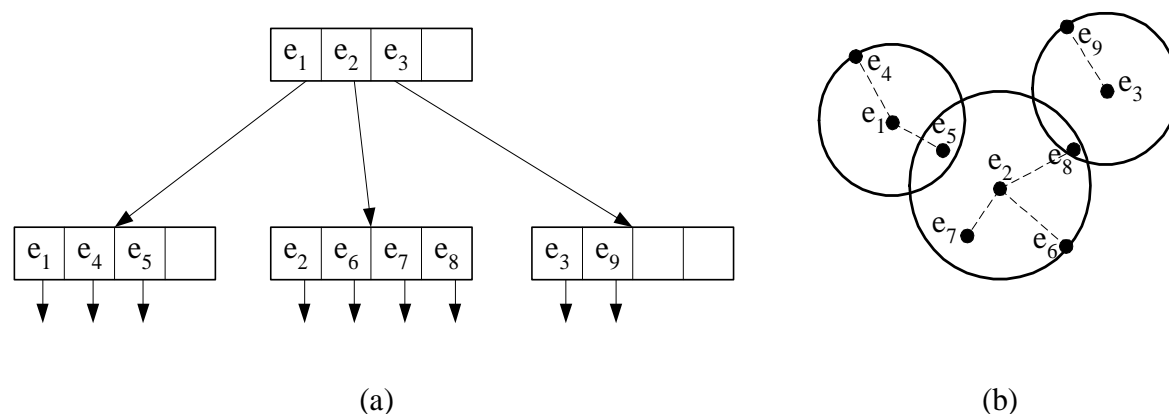 e₁ e₂ e₃
e₁ e₄ e₅
e₂ e₆ e₇ e₈
e₃ e₉
(a)
e₉
e₄
e₃
e₁
e₅
e₈
e₂
e₇
e₆
(b)